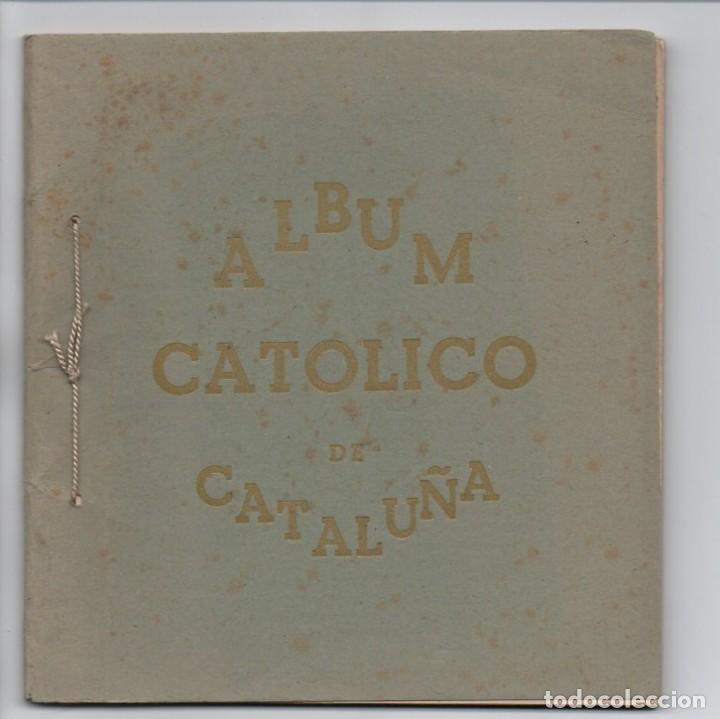 ALBUM
CATOLICO
DE
CATALUÑA
todocoleccion